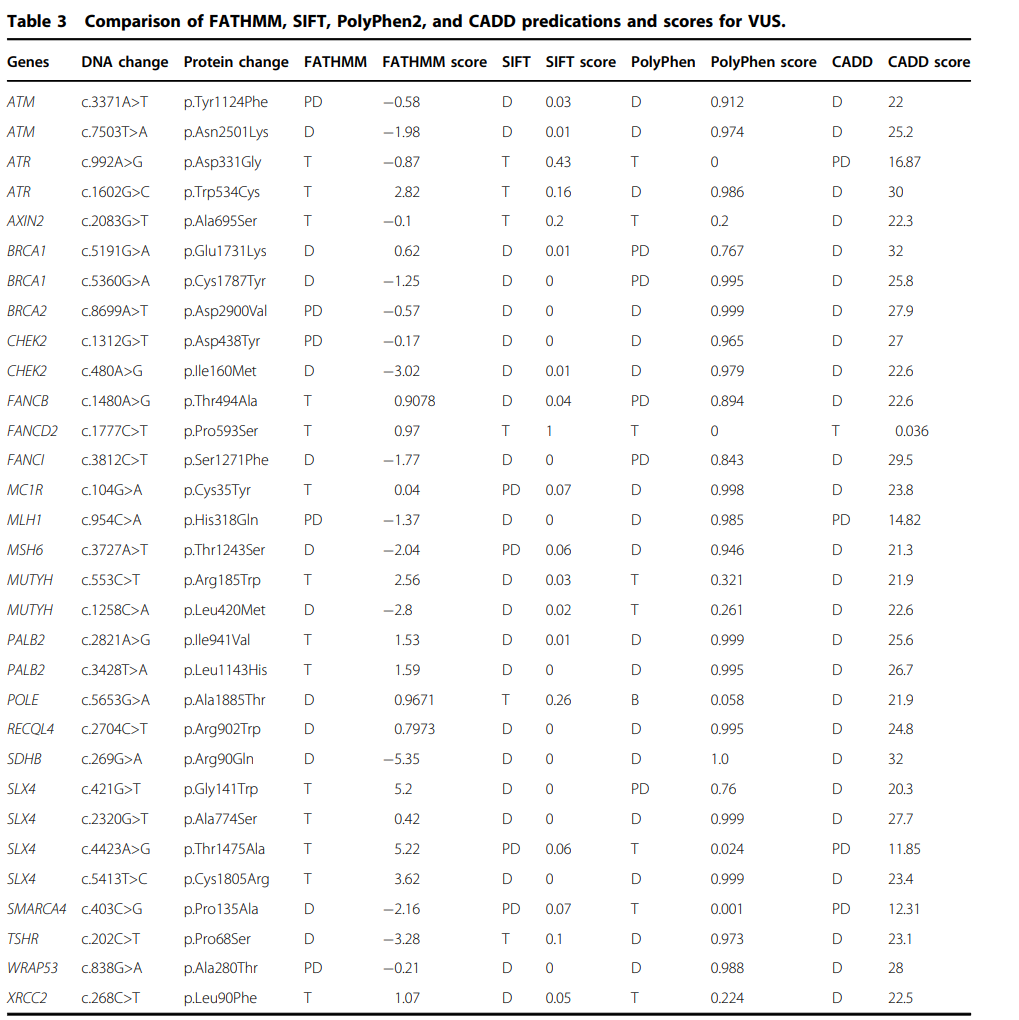 Table 3 Comparison of FATHMM, SIFT, PolyPhen2, and CADD predications and scores for VUS.
Genes DNA change Protein change FATHMM FATHMM score SIFT SIFT score PolyPhen PolyPhen score CADD CADD score
ATM c.3371A>T p.Tyr1124Phe PD −0.58 D 0.03 D 0.912 D 22
ATM c.7503T>A p.Asn2501Lys D −1.98 D 0.01 D 0.974 D 25.2
ATR c.992A>G p.Asp331Gly T −0.87 T 0.43 T 0 PD 16.87
ATR c.1602G>C p.Trp534Cys T 2.82 T 0.16 D 0.986 D 30
AXIN2 c.2083G>T p.Ala695Ser T −0.1 T 0.2 T 0.2 D 22.3
BRCA1 c.5191G>A p.Glu1731Lys D 0.62 D 0.01 PD 0.767 D 32
BRCA1 c.5360G>A p.Cys1787Tyr D −1.25 D 0 PD 0.995 D 25.8
BRCA2 c.8699A>T p.Asp2900Val PD −0.57 D 0 D 0.999 D 27.9
CHEK2 c.1312G>T p.Asp438Tyr PD −0.17 D 0 D 0.965 D 27
CHEK2 c.480A>G p.Ile160Met D −3.02 D 0.01 D 0.979 D 22.6
FANCB c.1480A>G p.Thr494Ala T 0.9078 D 0.04 PD 0.894 D 22.6
FANCD2 c.1777C>T p.Pro593Ser T 0.97 T 1 T 0 T 0.036
FANCI c.3812C>T p.Ser1271Phe D −1.77 D 0 PD 0.843 D 29.5
MC1R c.104G>A p.Cys35Tyr T 0.04 PD 0.07 D 0.998 D 23.8
MLH1 c.954C>A p.His318Gln PD −1.37 D 0 D 0.985 PD 14.82
MSH6 c.3727A>T p.Thr1243Ser D −2.04 PD 0.06 D 0.946 D 21.3
MUTYH c.553C>T p.Arg185Trp T 2.56 D 0.03 T 0.321 D 21.9
MUTYH c.1258C>A p.Leu420Met D −2.8 D 0.02 T 0.261 D 22.6
PALB2 c.2821A>G p.Ile941Val T 1.53 D 0.01 D 0.999 D 25.6
PALB2 c.3428T>A p.Leu1143His T 1.59 D 0 D 0.995 D 26.7
POLE c.5653G>A p.Ala1885Thr D 0.9671 T 0.26 B 0.058 D 21.9
RECQL4 c.2704C>T p.Arg902Trp D 0.7973 D 0 D 0.995 D 24.8
SDHB c.269G>A p.Arg90Gln D −5.35 D 0 D 1.0 D 32
SLX4 c.421G>T p.Gly141Trp T 5.2 D 0 PD 0.76 D 20.3
SLX4 c.2320G>T p.Ala774Ser T 0.42 D 0 D 0.999 D 27.7
SLX4 c.4423A>G p.Thr1475Ala T 5.22 PD 0.06 T 0.024 PD 11.85
SLX4 c.5413T>C p.Cys1805Arg T 3.62 D 0 D 0.999 D 23.4
SMARCA4 c.403C>G p.Pro135Ala D −2.16 PD 0.07 T 0.001 PD 12.31
TSHR c.202C>T p.Pro68Ser D −3.28 T 0.1 D 0.973 D 23.1
WRAP53 c.838G>A p.Ala280Thr PD −0.21 D 0 D 0.988 D 28
XRCC2 c.268C>T p.Leu90Phe T 1.07 D 0.05 T 0.224 D 22.5